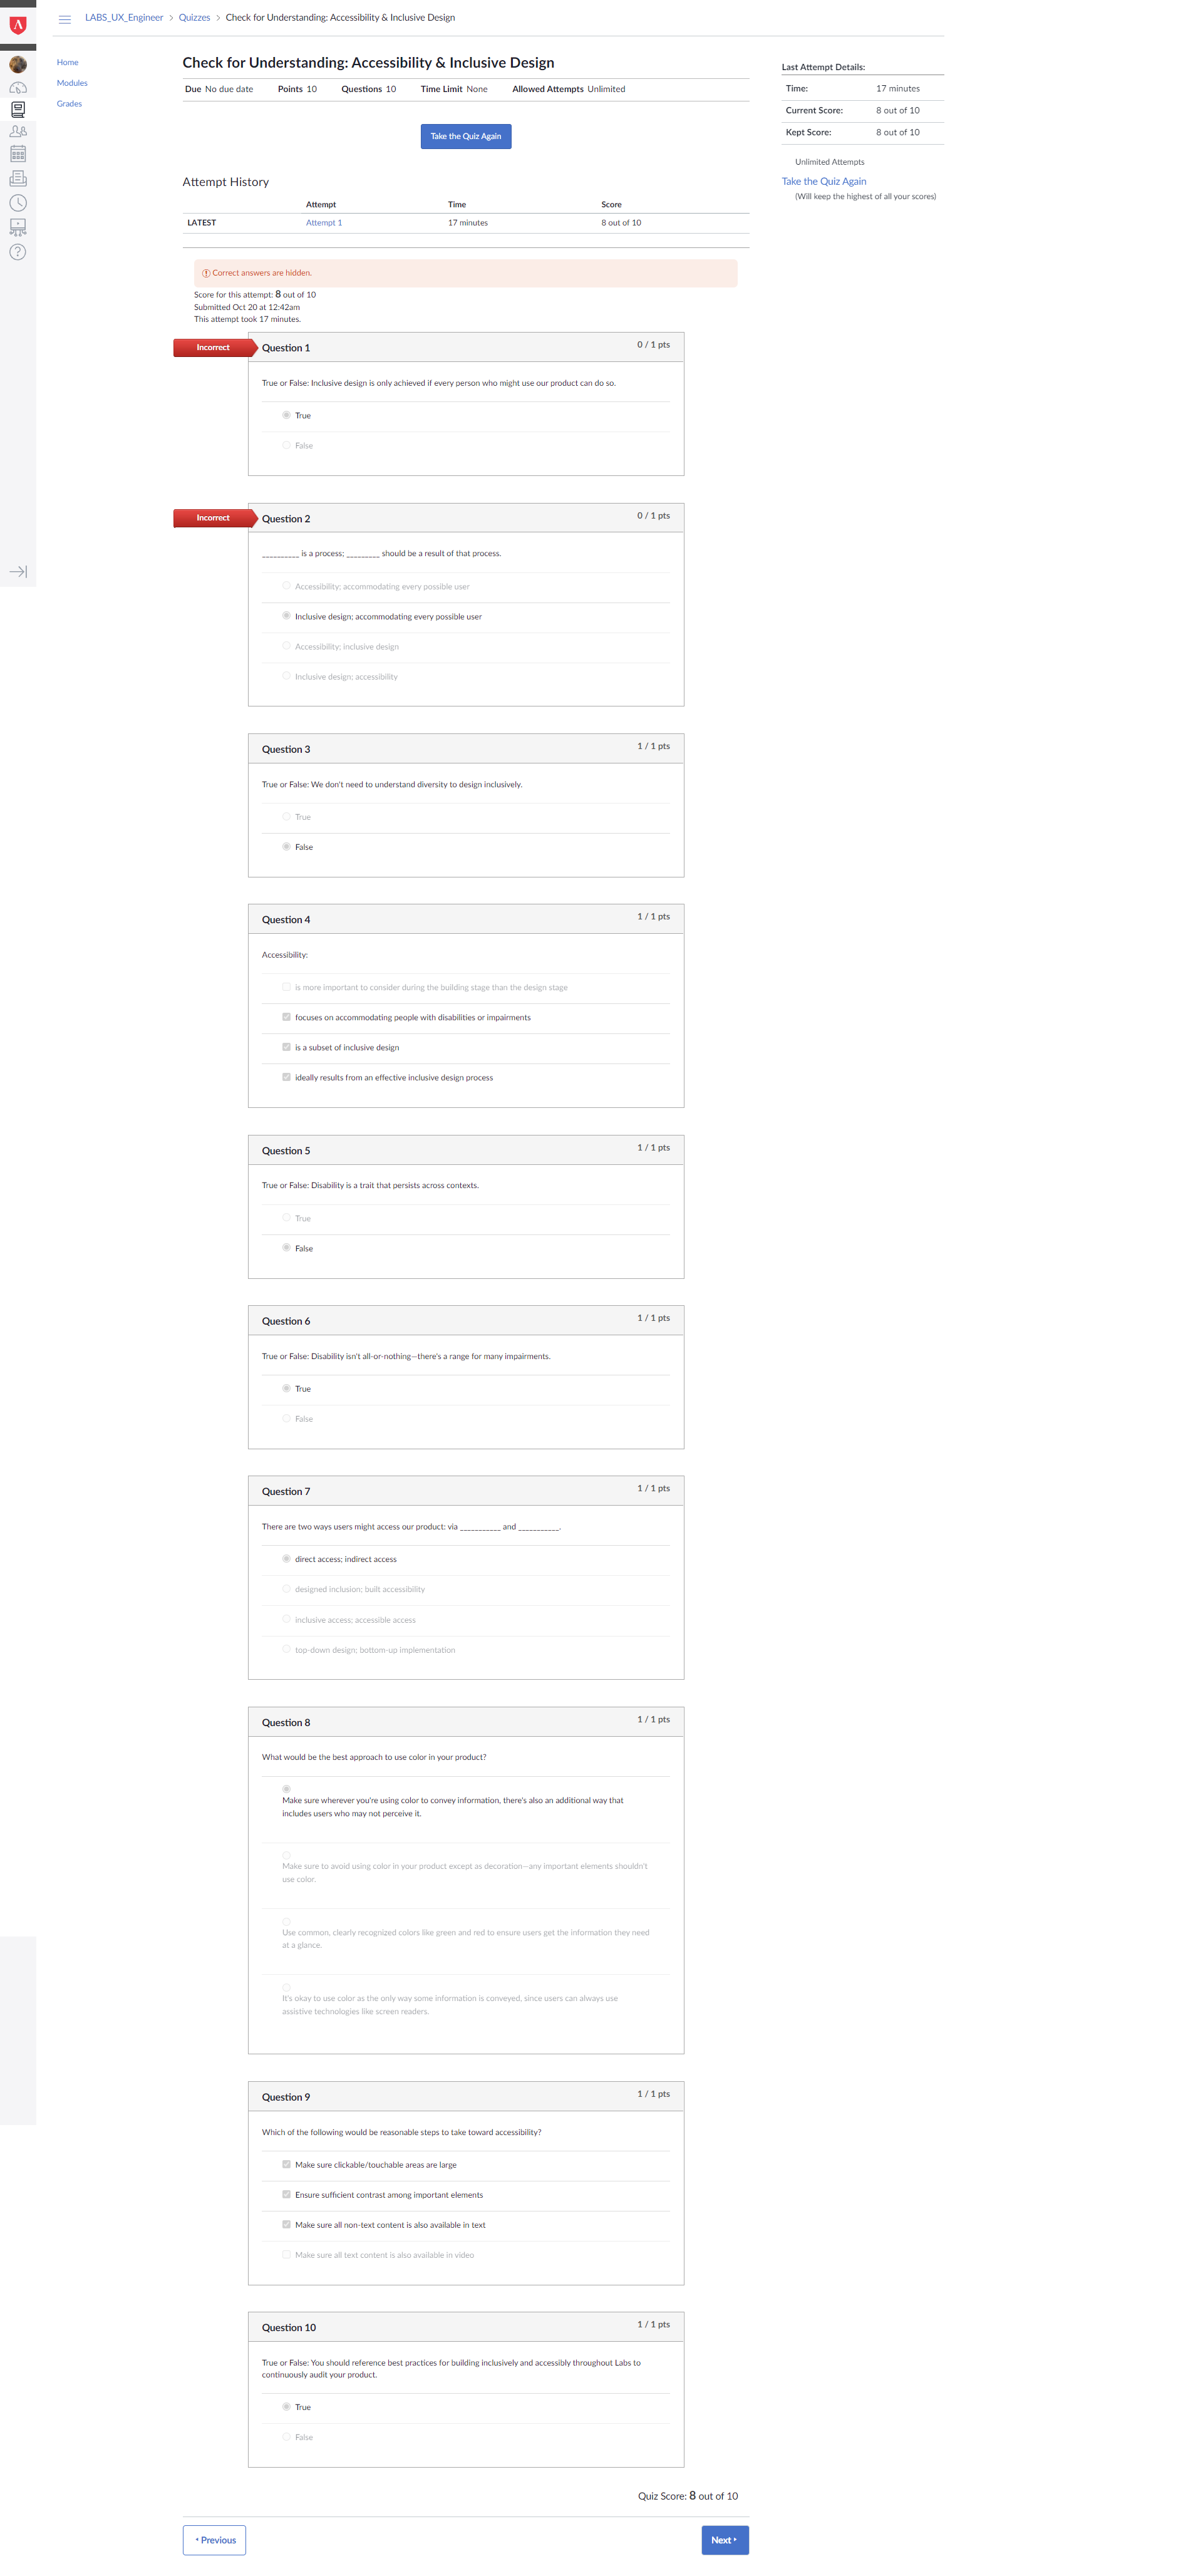 LABS_UX_Engineer > Quizzes > Check for Understanding: Accessibility & Inclusive Design
Home
Modules
Grades
Check for Understanding: Accessibility & Inclusive Design
Due No due date Points 10 Questions 10 Time Limit None Allowed Attempts Unlimited
Take the Quiz Again
Attempt History
Attempt Time Score
LATEST Attempt 1 17 minutes 8 out of 10
Correct answers are hidden.
Score for this attempt: 8 out of 10
Submitted Oct 20 at 12:42am
This attempt took 17 minutes.
Incorrect
Question 1 0 / 1 pts
True or False: Inclusive design is only achieved if every person who might use our product can do so.
True
False
Incorrect
Question 2 0 / 1 pts
__________ is a process; _________ should be a result of that process.
Accessibility; accommodating every possible user
Inclusive design; accommodating every possible user
Accessibility; inclusive design
Inclusive design; accessibility
Question 3 1 / 1 pts
True or False: We don't need to understand diversity to design inclusively.
True
False
Question 4 1 / 1 pts
Accessibility:
is more important to consider during the building stage than the design stage
focuses on accommodating people with disabilities or impairments
is a subset of inclusive design
ideally results from an effective inclusive design process
Question 5 1 / 1 pts
True or False: Disability is a trait that persists across contexts.
True
False
Question 6 1 / 1 pts
True or False: Disability isn't all-or-nothing—there's a range for many impairments.
True
False
Question 7 1 / 1 pts
There are two ways users might access our product: via ___________ and ___________.
direct access; indirect access
designed inclusion; built accessibility
inclusive access; accessible access
top-down design; bottom-up implementation
Question 8 1 / 1 pts
What would be the best approach to use color in your product?
Make sure wherever you're using color to convey information, there's also an additional way that
includes users who may not perceive it.
Make sure to avoid using color in your product except as decoration—any important elements shouldn't
use color.
Use common, clearly recognized colors like green and red to ensure users get the information they need
at a glance.
It's okay to use color as the only way some information is conveyed, since users can always use
assistive technologies like screen readers.
Question 9 1 / 1 pts
Which of the following would be reasonable steps to take toward accessibility?
Make sure clickable/touchable areas are large
Ensure sufficient contrast among important elements
Make sure all non-text content is also available in text
Make sure all text content is also available in video
Question 10 1 / 1 pts
True or False: You should reference best practices for building inclusively and accessibly throughout Labs to
continuously audit your product.
True
False
Quiz Score: 8 out of 10
Previous
Next
Last Attempt Details:
Time: 17 minutes
Current Score: 8 out of 10
Kept Score: 8 out of 10
Unlimited Attempts
Take the Quiz Again
(Will keep the highest of all your scores)